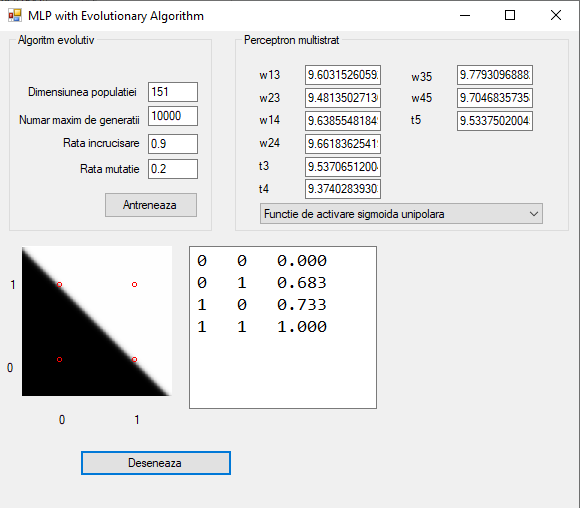 MLP with Evolutionary Algorithm
Algoritm evolutiv
Dimensiunea populatiei 151
Numar maxim de generatii 10000
Rata incrucisare 0.9
Rata mutatie 0.2
Antreneaza
Perceptron multistrat
w13 9.6031526059
w35 9.7793096888
w23 9.4813502713
w45 9.7046835735
w14 9.6385548184
t5 9.5337502004
w24 9.6618362541
t3 9.5370651200
t4 9.3740283930
Functie de activare sigmoida unipolara
1
0
0 1
0 0 0.000
0 1 0.683
1 0 0.733
1 1 1.000
Deseneaza